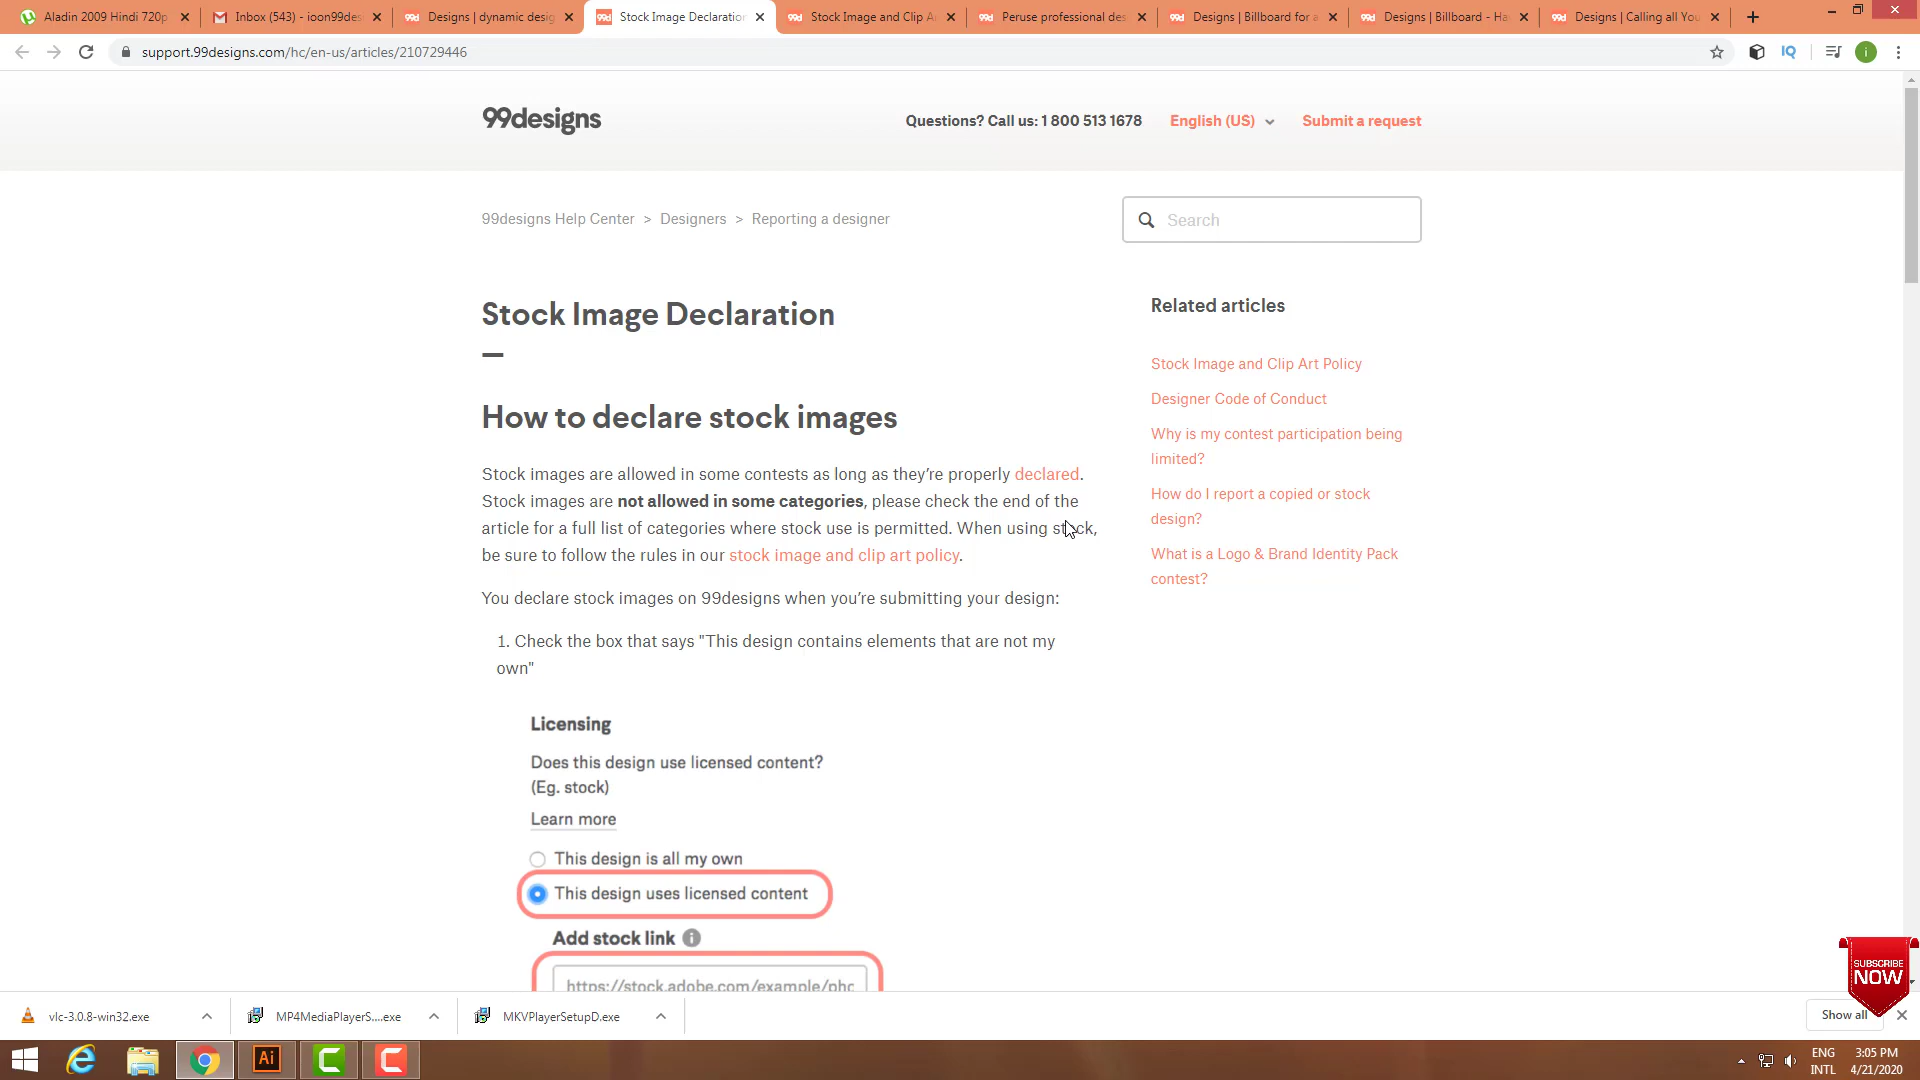 Aladin 2009 Hindi 720p
Inbox (543) - ioon99des
Designs | dynamic desig
Stock Image Declaration
Stock Image and Clip A
Peruse professional des
Designs | Billboard for a
Designs | Billboard - Ha
Designs | Calling all You
support.99designs.com/hc/en-us/articles/210729446
IQ
i
99designs
Questions? Call us: 1 800 513 1678
English (US)
Submit a request
99designs Help Center > Designers > Reporting a designer
Search
Stock Image Declaration
How to declare stock images
Stock images are allowed in some contests as long as they’re properly declared.
Stock images are not allowed in some categories, please check the end of the
article for a full list of categories where stock use is permitted. When using stock,
be sure to follow the rules in our stock image and clip art policy.
You declare stock images on 99designs when you’re submitting your design:
1. Check the box that says "This design contains elements that are not my
own"
Licensing
Does this design use licensed content?
(Eg. stock)
Learn more
This design is all my own
This design uses licensed content
Add stock link
https://stock.adobe.com/example/phc
Related articles
Stock Image and Clip Art Policy
Designer Code of Conduct
Why is my contest participation being
limited?
How do I report a copied or stock
design?
What is a Logo & Brand Identity Pack
contest?
SUBSCRIBE
NOW
vlc-3.0.8-win32.exe
MP4MediaPlayerS....exe
MKVPlayerSetupD.exe
Show all
Ai
ENG
INTL
3:05 PM
4/21/2020